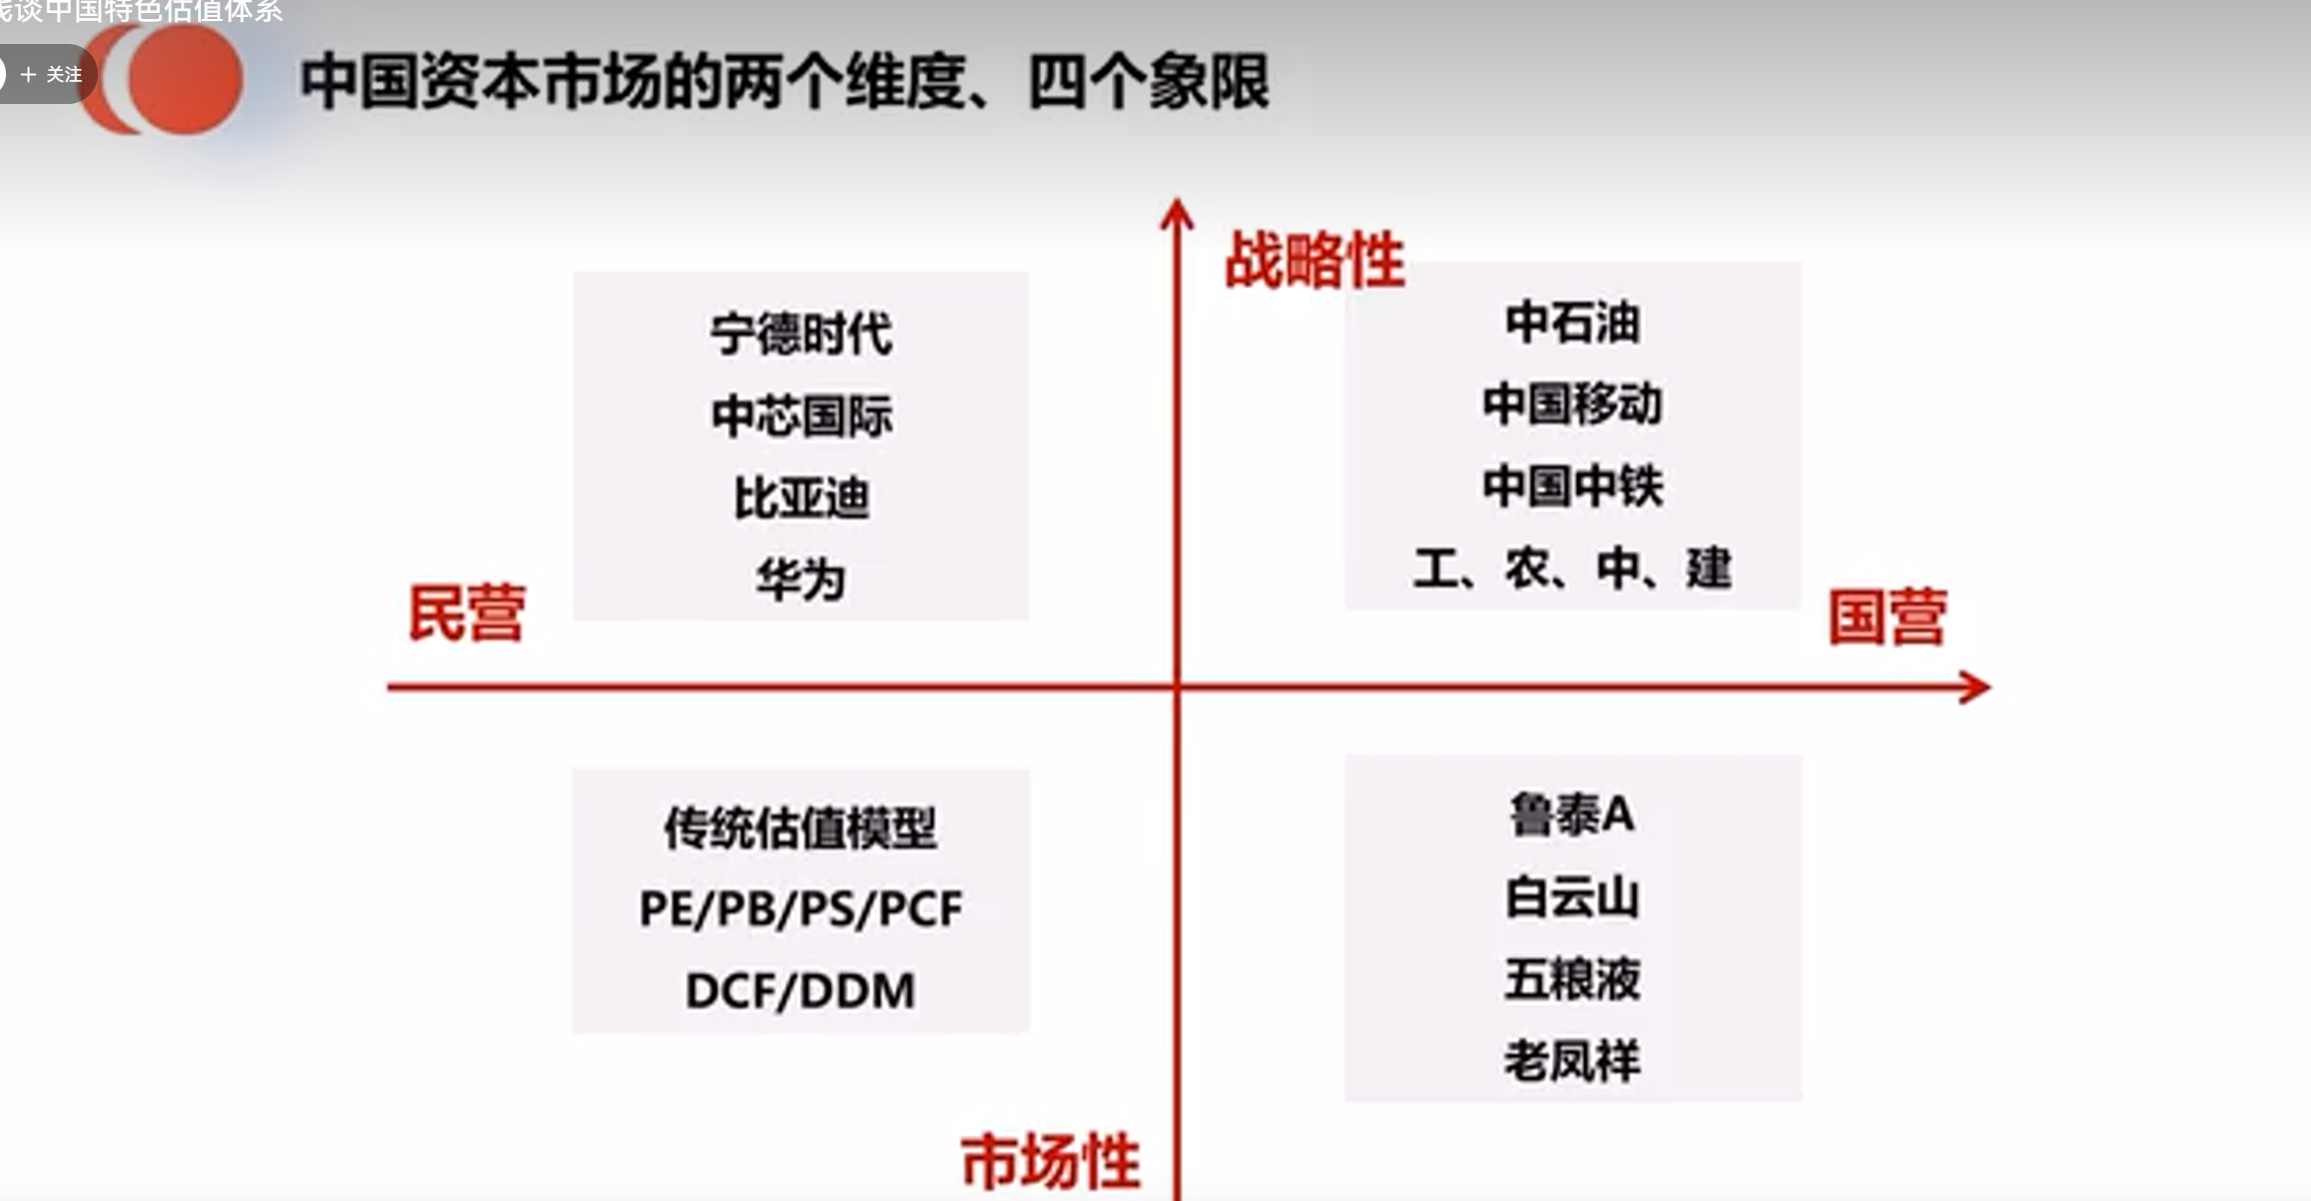 谈中国特色估值体系
+ 关注
中国资本市场的两个维度、四个象限
战略性
宁德时代
中芯国际
比亚迪
华为
中石油
中国移动
中国中铁
工、农、中、建
民营
国营
传统估值模型
PE/PB/PS/PCF
DCF/DDM
鲁泰A
白云山
五粮液
老凤祥
市场性